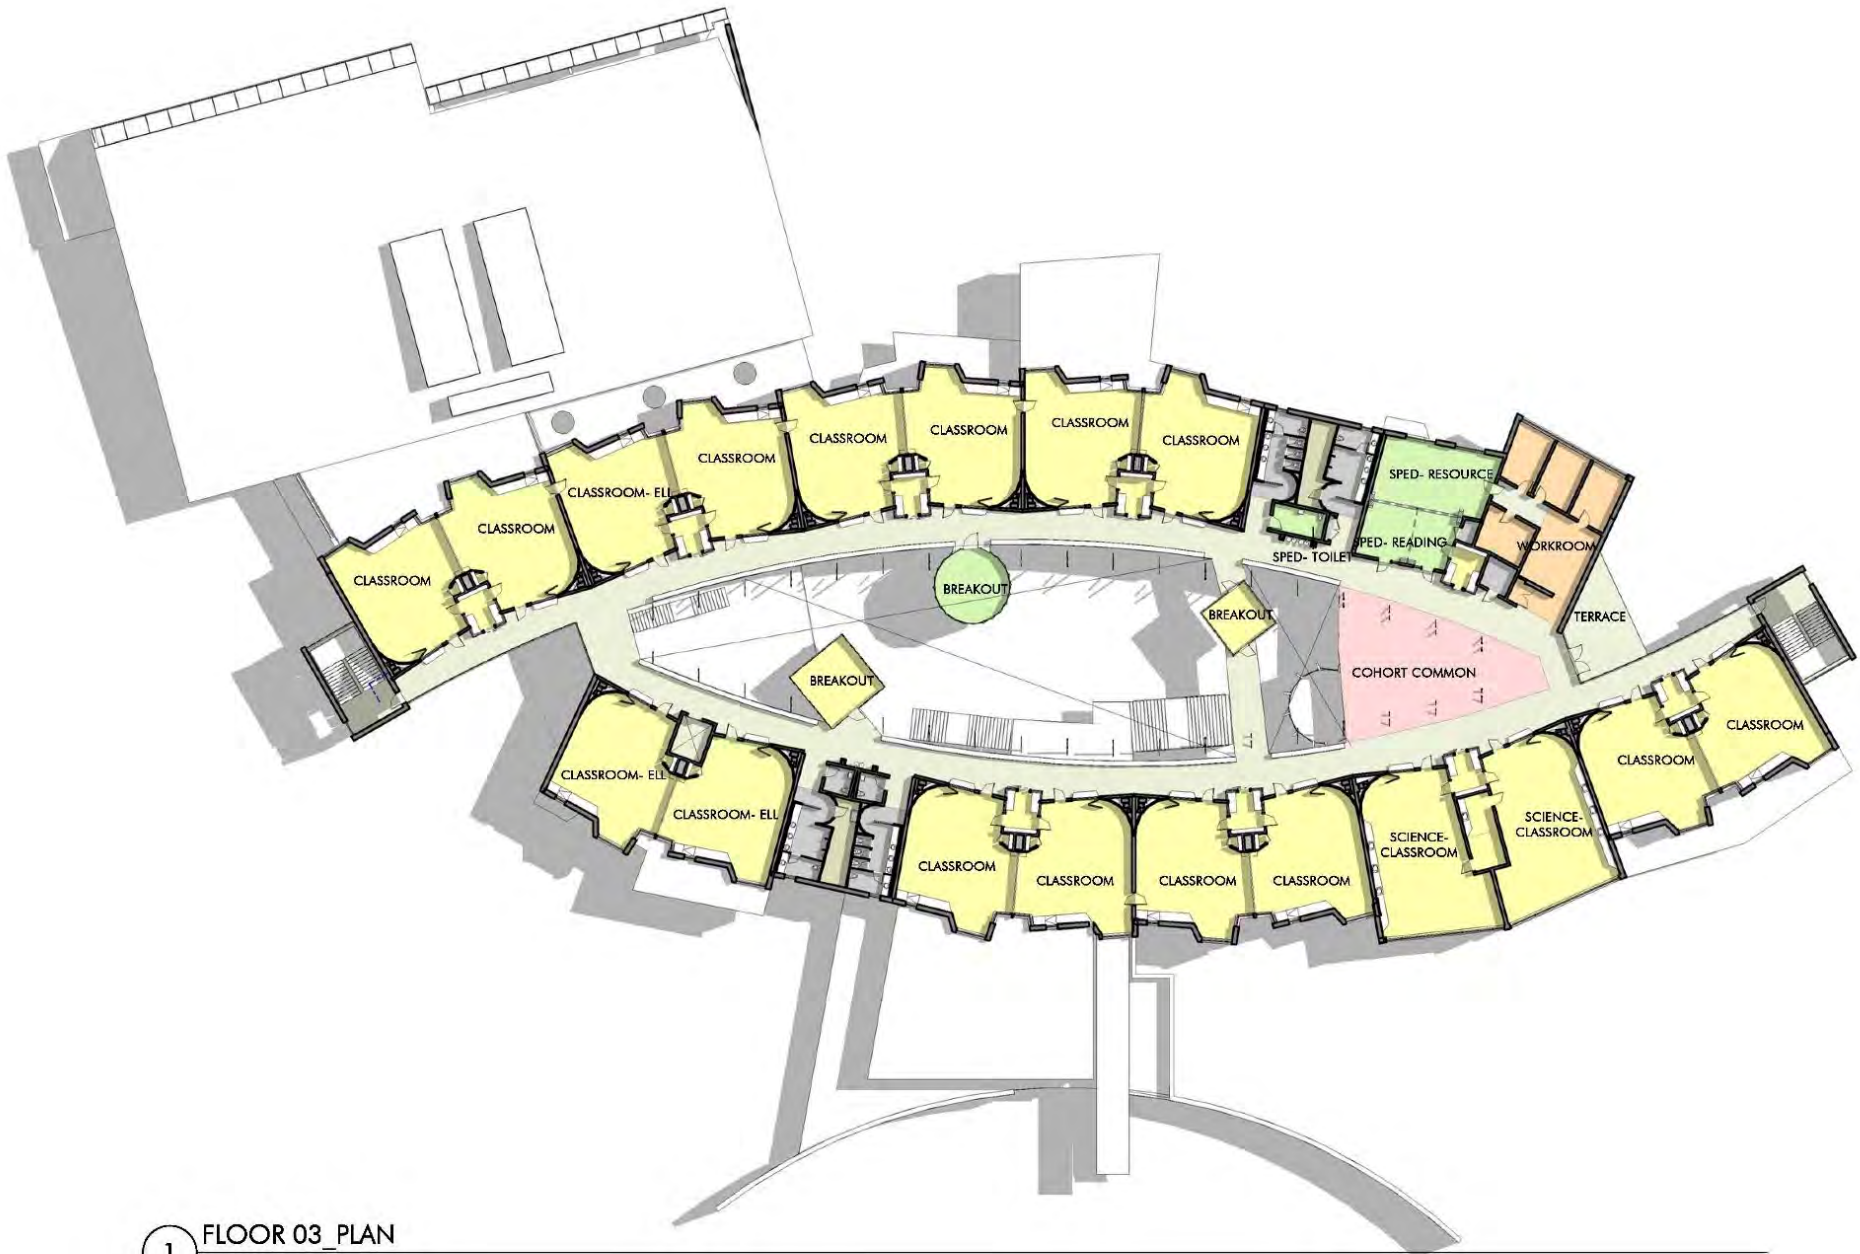 CLASSROOM
CLASSROOM
CLASSROOM- ELL
CLASSROOM
CLASSROOM
CLASSROOM
CLASSROOM
CLASSROOM
SPED- RESOURCE
SPED- READING
SPED- TOILET
WORKROOM
TERRACE
BREAKOUT
BREAKOUT
BREAKOUT
COHORT COMMON
CLASSROOM- ELL
CLASSROOM- ELL
CLASSROOM
CLASSROOM
CLASSROOM
CLASSROOM
SCIENCE-
CLASSROOM
SCIENCE-
CLASSROOM
CLASSROOM
CLASSROOM
1
FLOOR 03_PLAN